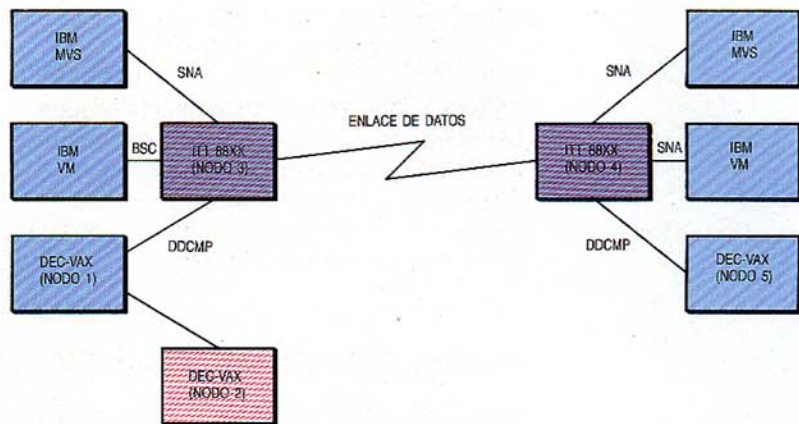 IBM
MVS
SNA
IBM
VM
BSC
ITT 88XX
(NODO 3)
DDCMP
DEC-VAX
(NODO 1)
DEC-VAX
(NODO 2)
ENLACE DE DATOS
IBM
MVS
SNA
ITT 88XX
(NODO 4)
SNA
IBM
VM
DDCMP
DEC-VAX
(NODO 5)